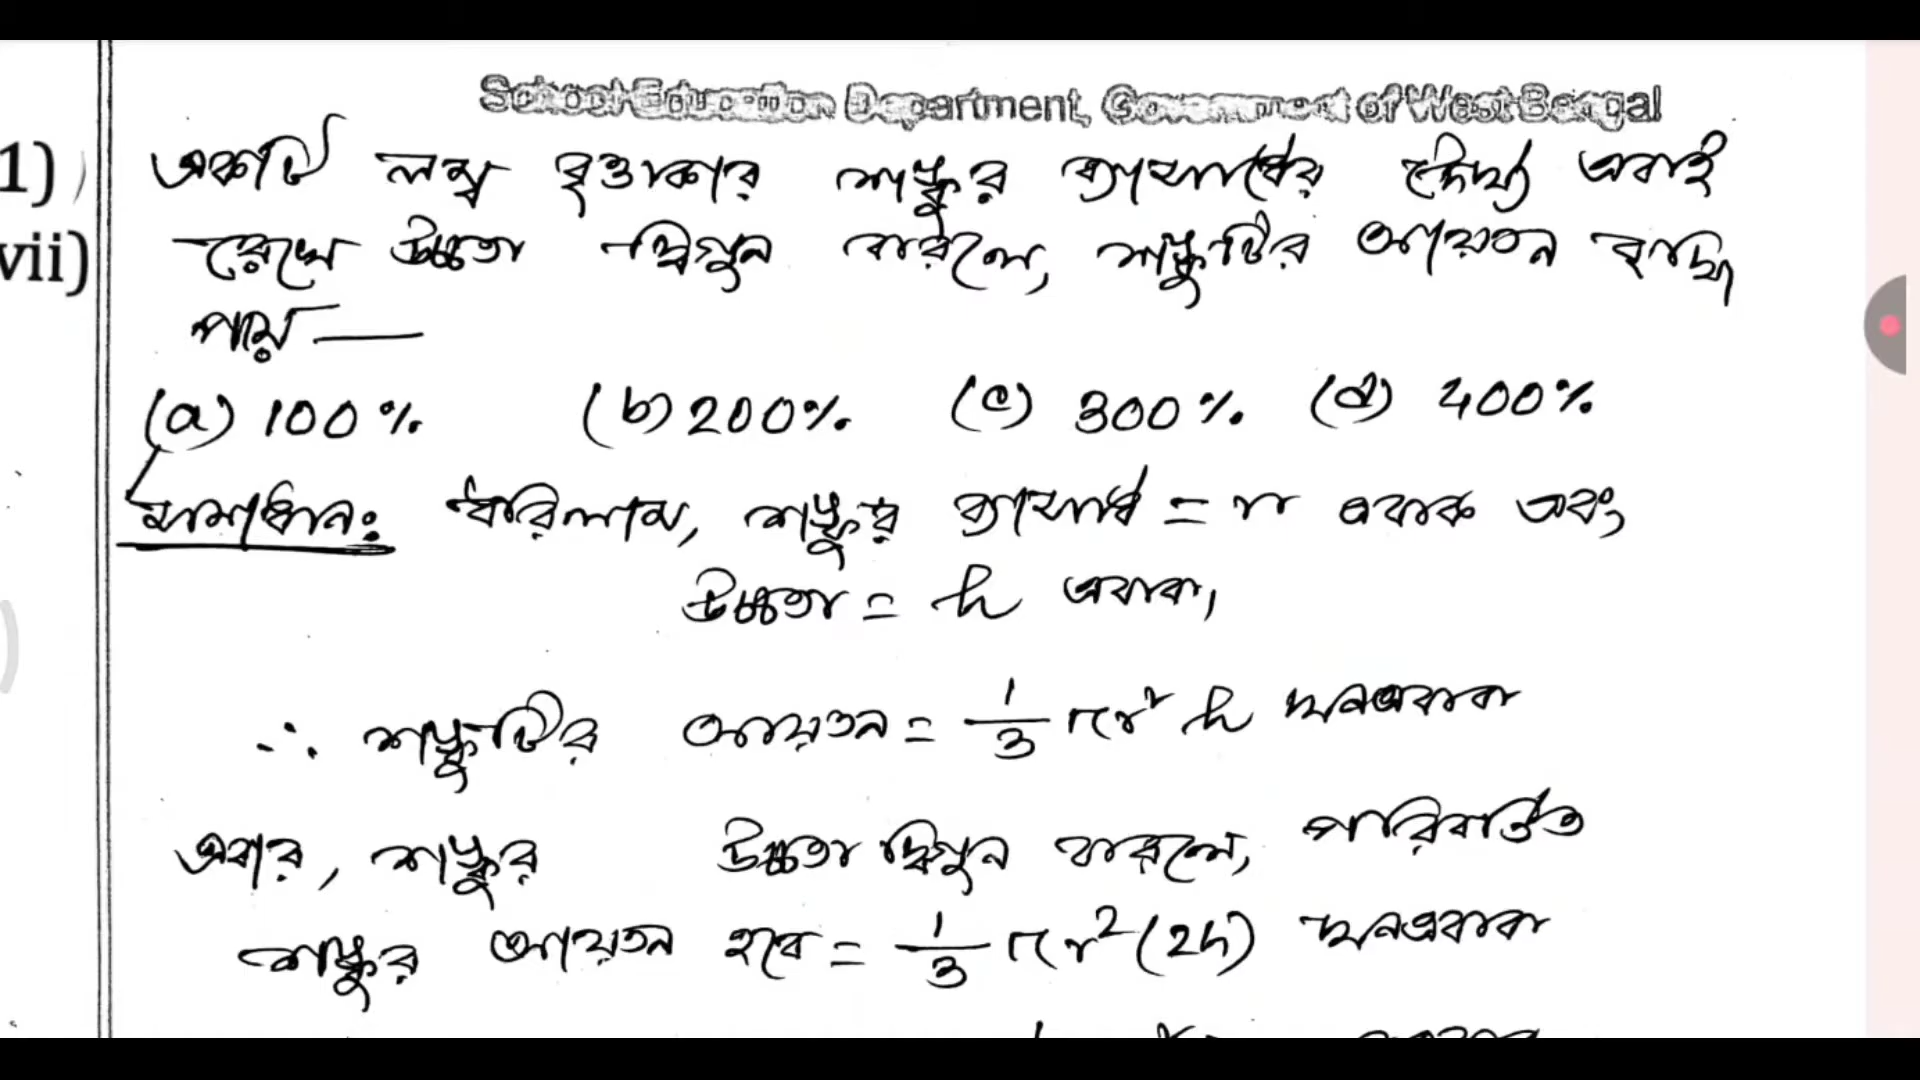 School Education Department, Government of West Bengal
1)
একটি লম্ব বৃত্তাকার শঙ্কুর ব্যাসার্ধের দৈর্ঘ্য একই
vii)
রেখে উচ্চতা দ্বিগুন করলে, শঙ্কুটির আয়তন বৃদ্ধি
পায় —
(a) 100% (b) 200% (c) 300% (d) 400%
সমাধান: ধরিলাম, শঙ্কুর ব্যাসার্ধ = r একক এবং
উচ্চতা = h একক,
∴ শঙ্কুটির আয়তন = 1/3 πr² h ঘনএকক
এবার, শঙ্কুর উচ্চতা দ্বিগুন করলে, পরিবর্তিত
শঙ্কুর আয়তন হবে = 1/3 πr² (2h) ঘনএকক